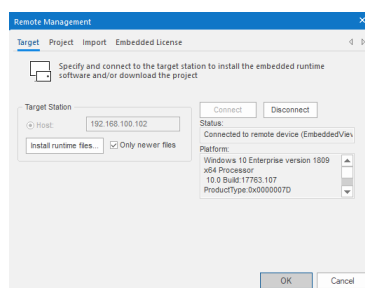 Remote Management
Target Project Import Embedded License
Specify and connect to the target station to install the embedded runtime
software and/or download the project
Target Station
Host: 192.168.100.102
Install runtime files... Only newer files
Connect Disconnect
Status:
Connected to remote device (EmbeddedView
Platform:
Windows 10 Enterprise version 1809
x64 Processor
10.0 Build:17763.107
ProductType:0x0000007D
OK Cancel